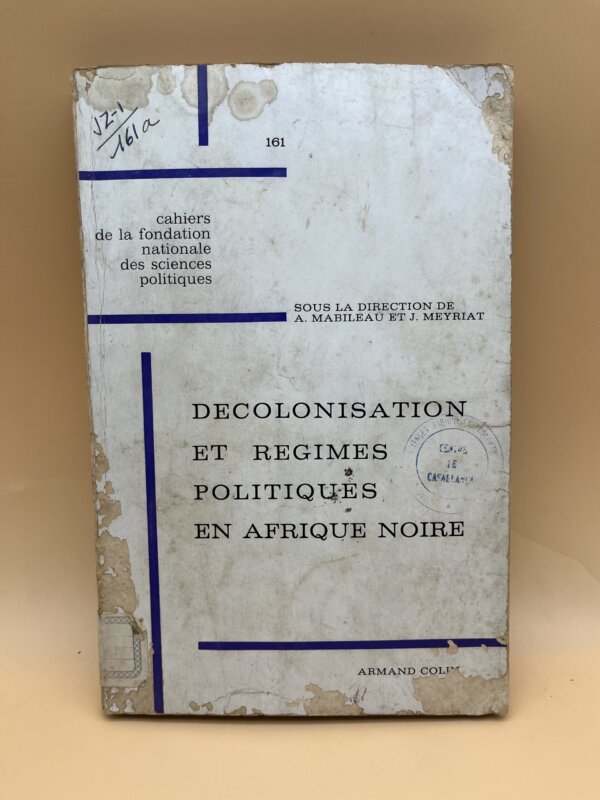 JZ-1
161a
161
cahiers
de la fondation
nationale
des sciences
politiques
SOUS LA DIRECTION DE
A. MABILEAU ET J. MEYRIAT
DECOLONISATION
ET REGIMES
POLITIQUES
EN AFRIQUE NOIRE
CENTRE
DE
CASABLANCA
ARMAND COLIN